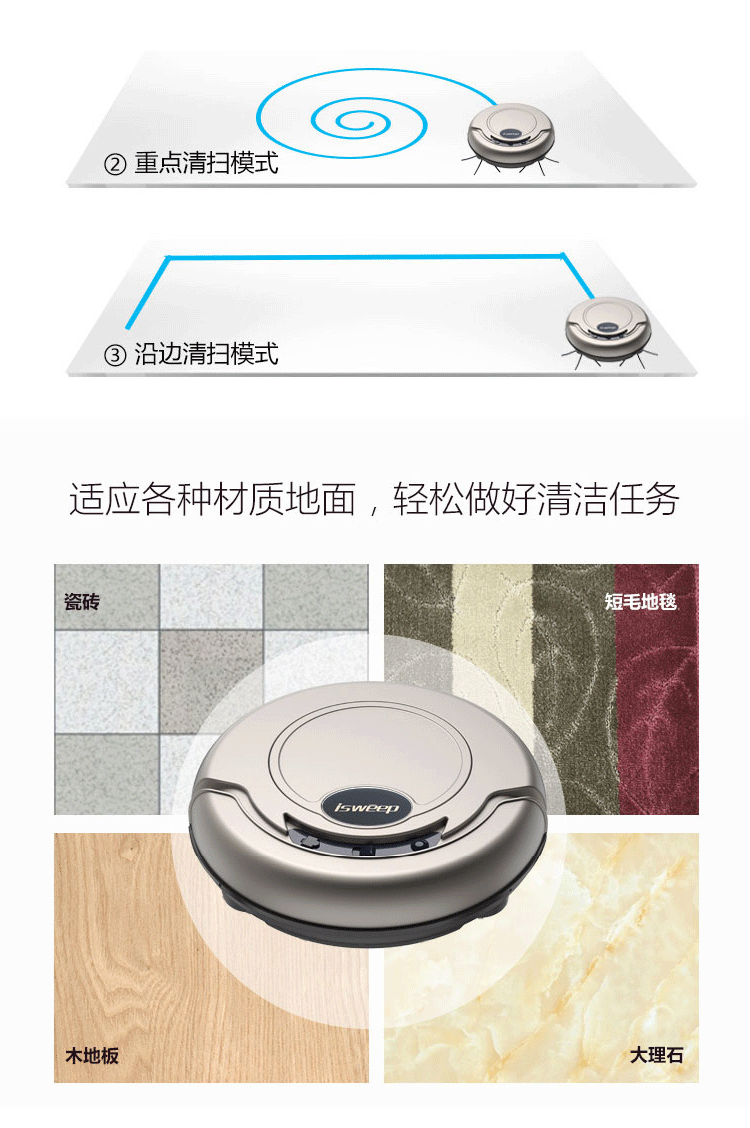 ② 重点清扫模式
③ 沿边清扫模式
适应各种材质地面，轻松做好清洁任务
瓷砖
短毛地毯
isweep
木地板
大理石